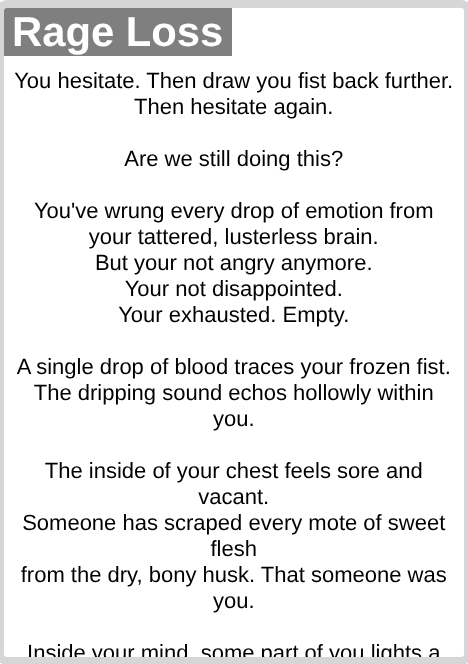 Rage Loss
You hesitate. Then draw you fist back further.
Then hesitate again.
Are we still doing this?
You've wrung every drop of emotion from
your tattered, lusterless brain.
But your not angry anymore.
Your not disappointed.
Your exhausted. Empty.
A single drop of blood traces your frozen fist.
The dripping sound echos hollowly within
you.
The inside of your chest feels sore and
vacant.
Someone has scraped every mote of sweet
flesh
from the dry, bony husk. That someone was
you.
Inside your mind, some part of you lights a